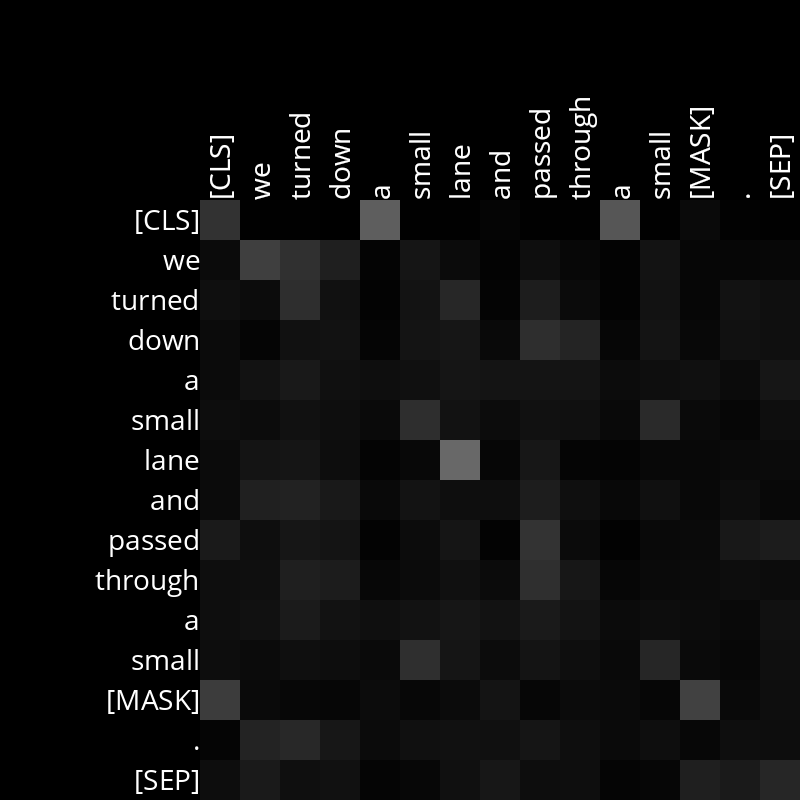 [CLS] we turned down a small lane and passed through a small [MASK] . [SEP]
[CLS]
we
turned
down
a
small
lane
and
passed
through
a
small
[MASK]
.
[SEP]